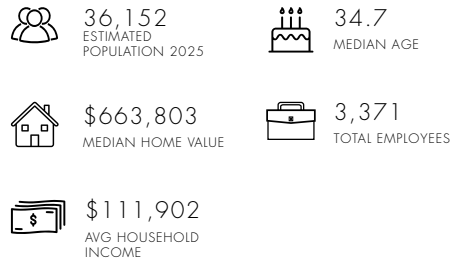 36,152
ESTIMATED
POPULATION 2025
34.7
MEDIAN AGE
$663,803
MEDIAN HOME VALUE
3,371
TOTAL EMPLOYEES
$
$111,902
AVG HOUSEHOLD
INCOME